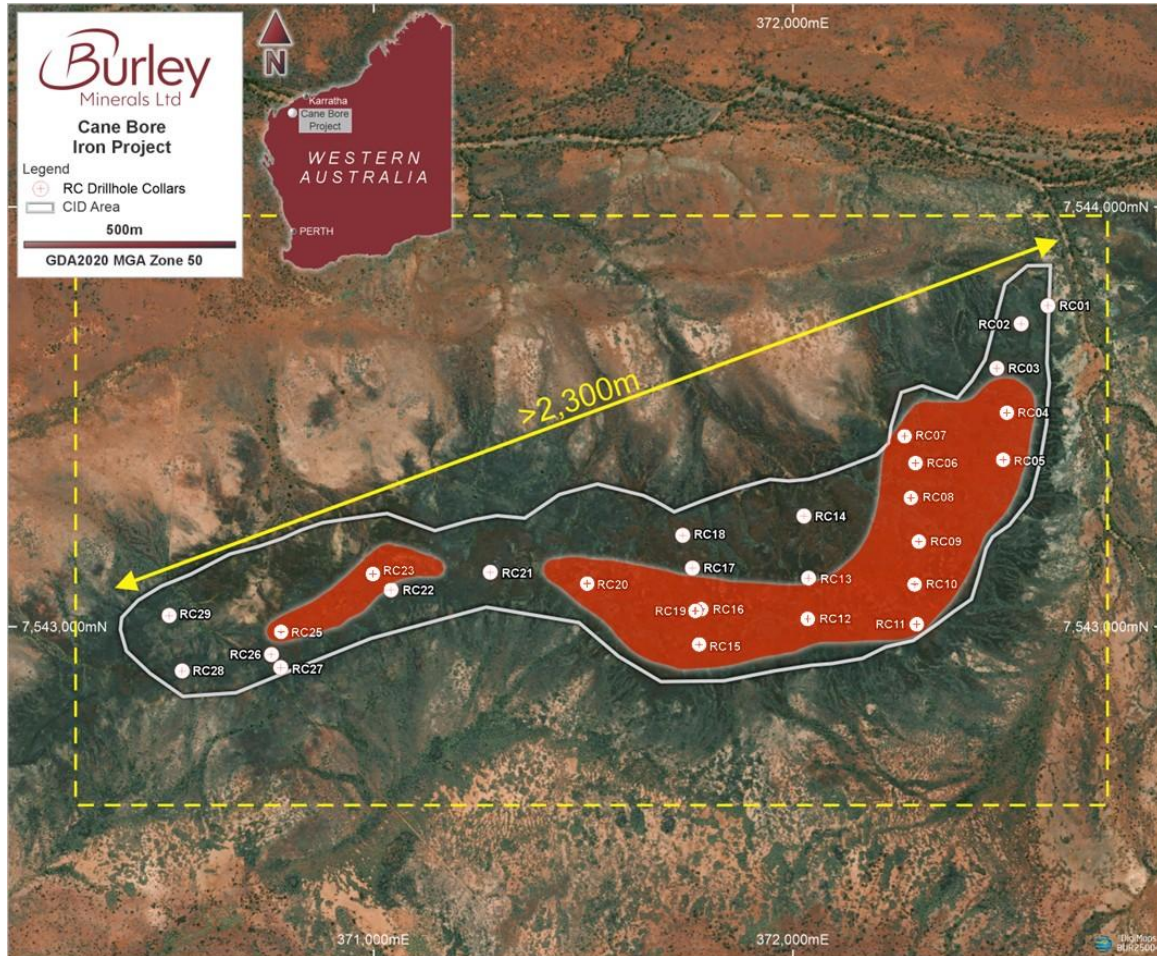 Burley
Minerals Ltd
Cane Bore
Iron Project
Legend
RC Drillhole Collars
CID Area
500m
GDA2020 MGA Zone 50
N
Karratha
Cane Bore
Project
WESTERN
AUSTRALIA
PERTH
372,000mE
7,544,000mN
>2,300m
RC01
RC02
RC03
RC04
RC07
RC05
RC06
RC08
RC14
RC18
RC09
RC17
RC23
RC21
RC13
RC20
RC10
RC22
RC19
RC16
RC29
RC12
RC11
7,543,000mN
7,543,000mN
RC25
RC15
RC26
RC27
RC28
371,000mE
372,000mE
DigiMaps
BUR25004